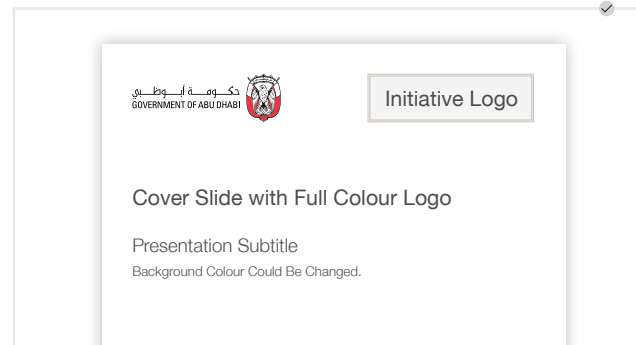 حكومة أبوظبي
GOVERNMENT OF ABU DHABI
Initiative Logo
Cover Slide with Full Colour Logo
Presentation Subtitle
Background Colour Could Be Changed.